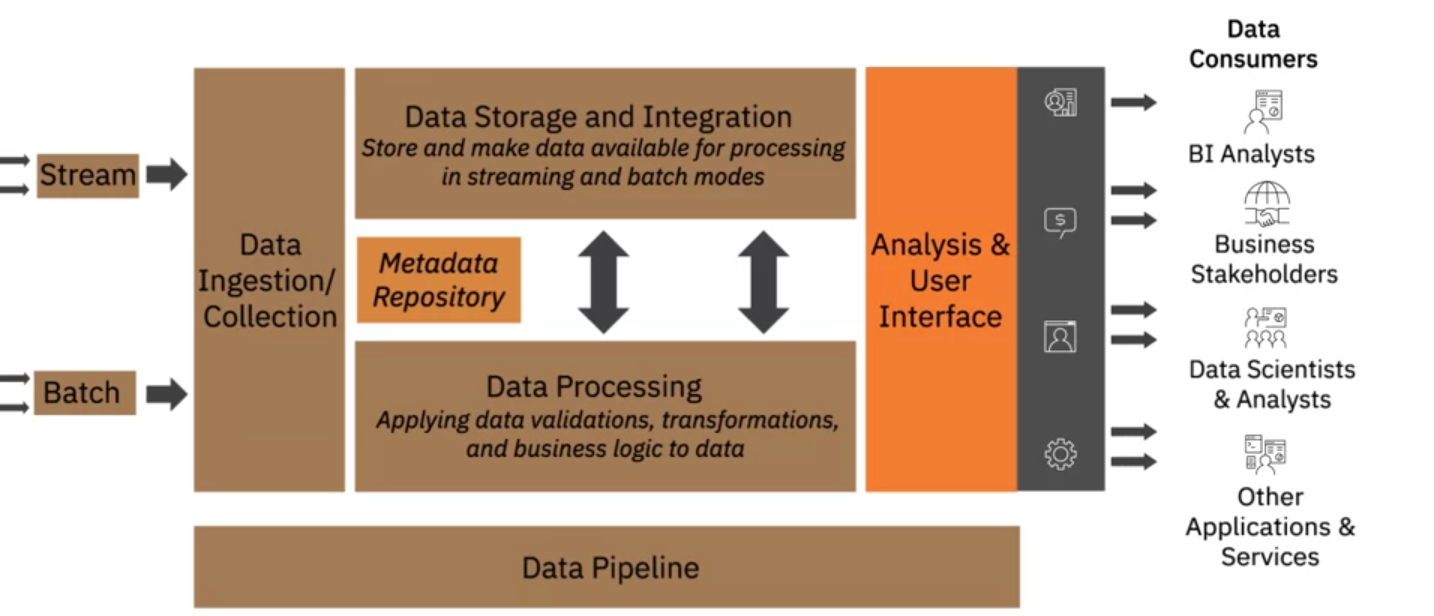 Data
Consumers
Stream
Batch
Data
Ingestion/
Collection
Data Storage and Integration
Store and make data available for processing
in streaming and batch modes
Metadata
Repository
Data Processing
Applying data validations, transformations,
and business logic to data
Analysis &
User
Interface
$
BI Analysts
Business
Stakeholders
Data Scientists
& Analysts
Other
Applications &
Services
Data Pipeline